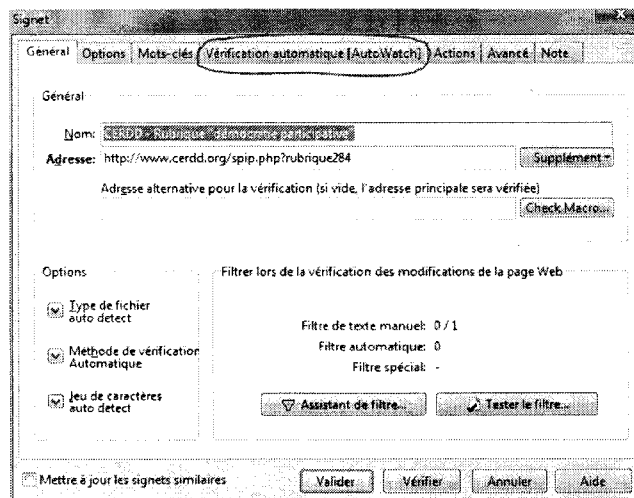 Signet
Général Options Mots-clés Vérification automatique [AutoWatch] Actions Avancé Note
Général
Nom: CERDD - Rubrique "démocratie participative"
Adresse: http://www.cerdd.org/spip.php?rubrique284 Supplément
Adresse alternative pour la vérification (si vide, l'adresse principale sera vérifiée)
Check Macro...
Options
Type de fichier
auto detect
Méthode de vérification
Automatique
Jeu de caractères
auto detect
Filtrer lors de la vérification des modifications de la page Web
Filtre de texte manuel: 0 / 1
Filtre automatique: 0
Filtre spécial: -
Assistant de filtre... Tester le filtre...
Mettre à jour les signets similaires Valider Vérifier Annuler Aide